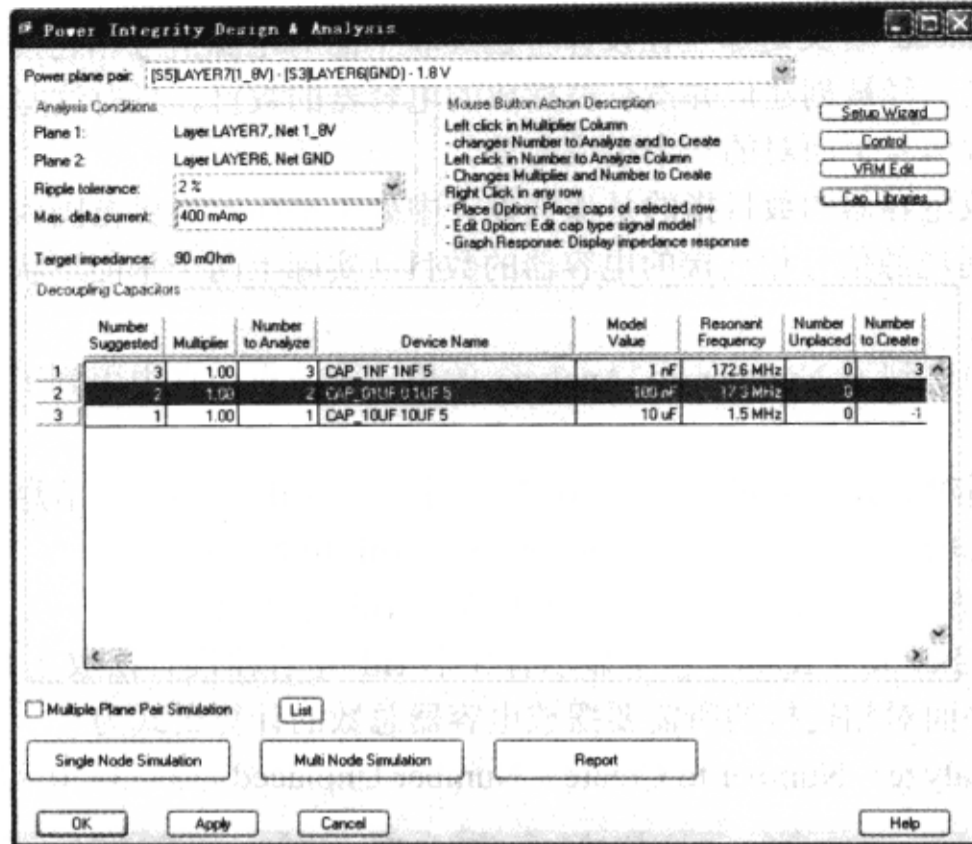 Power Integrity Design & Analysis
Power plane pair: [S5]LAYER7(1_8V) - [S3]LAYER6(GND) - 1.8 V
Analysis Conditions
Plane 1: Layer LAYER7, Net 1_8V
Plane 2: Layer LAYER6, Net GND
Ripple tolerance: 2 %
Max. delta current: 400 mAmp
Target impedance: 90 mOhm
Mouse Button Action Description
Left click in Multiplier Column
- changes Number to Analyze and to Create
Left click in Number to Analyze Column
- Changes Multiplier and Number to Create
Right Click in any row
- Place Option: Place caps of selected row
- Edit Option: Edit cap type signal model
- Graph Response: Display impedance response
Setup Wizard
Control
VRM Edit
Cap. Libraries
Decoupling Capacitors
Number Suggested Multiplier Number to Analyze Device Name Model Value Resonant Frequency Number Unplaced Number to Create
1 3 1.00 3 CAP_1NF 1NF 5 1 nF 172.6 MHz 0 3
2 2 1.00 2 CAP_01UF 0.1UF 5 100 nF 17.3 MHz 0
3 1 1.00 1 CAP_10UF 10UF 5 10 uF 1.5 MHz 0 -1
Multiple Plane Pair Simulation List
Single Node Simulation Multi Node Simulation Report
OK Apply Cancel Help